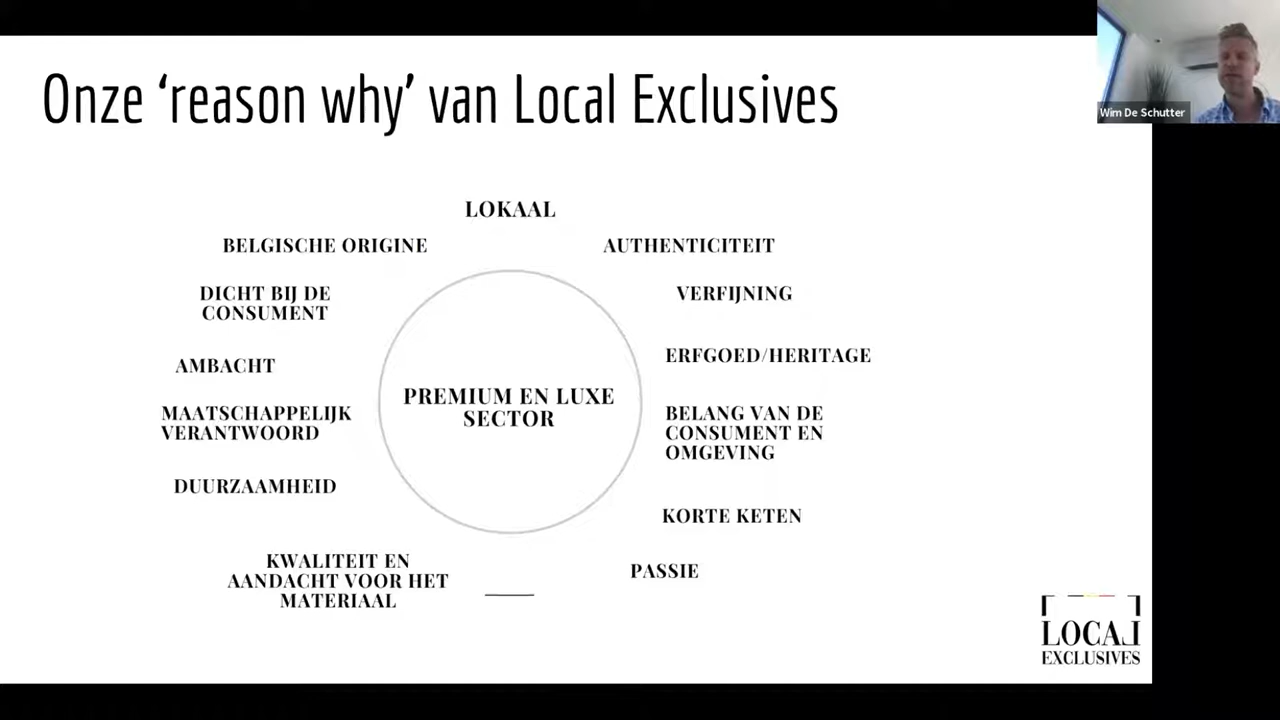 Onze ‘reason why’ van Local Exclusives
Wim De Schutter
LOKAAL
BELGISCHE ORIGINE
AUTHENTICITEIT
DICHT BIJ DE
CONSUMENT
VERFIJNING
AMBACHT
ERFGOED/HERITAGE
PREMIUM EN LUXE
SECTOR
MAATSCHAPPELIJK
VERANTWOORD
BELANG VAN DE
CONSUMENT EN
OMGEVING
DUURZAAMHEID
KORTE KETEN
KWALITEIT EN
AANDACHT VOOR HET
MATERIAAL
PASSIE
LOCAL
EXCLUSIVES